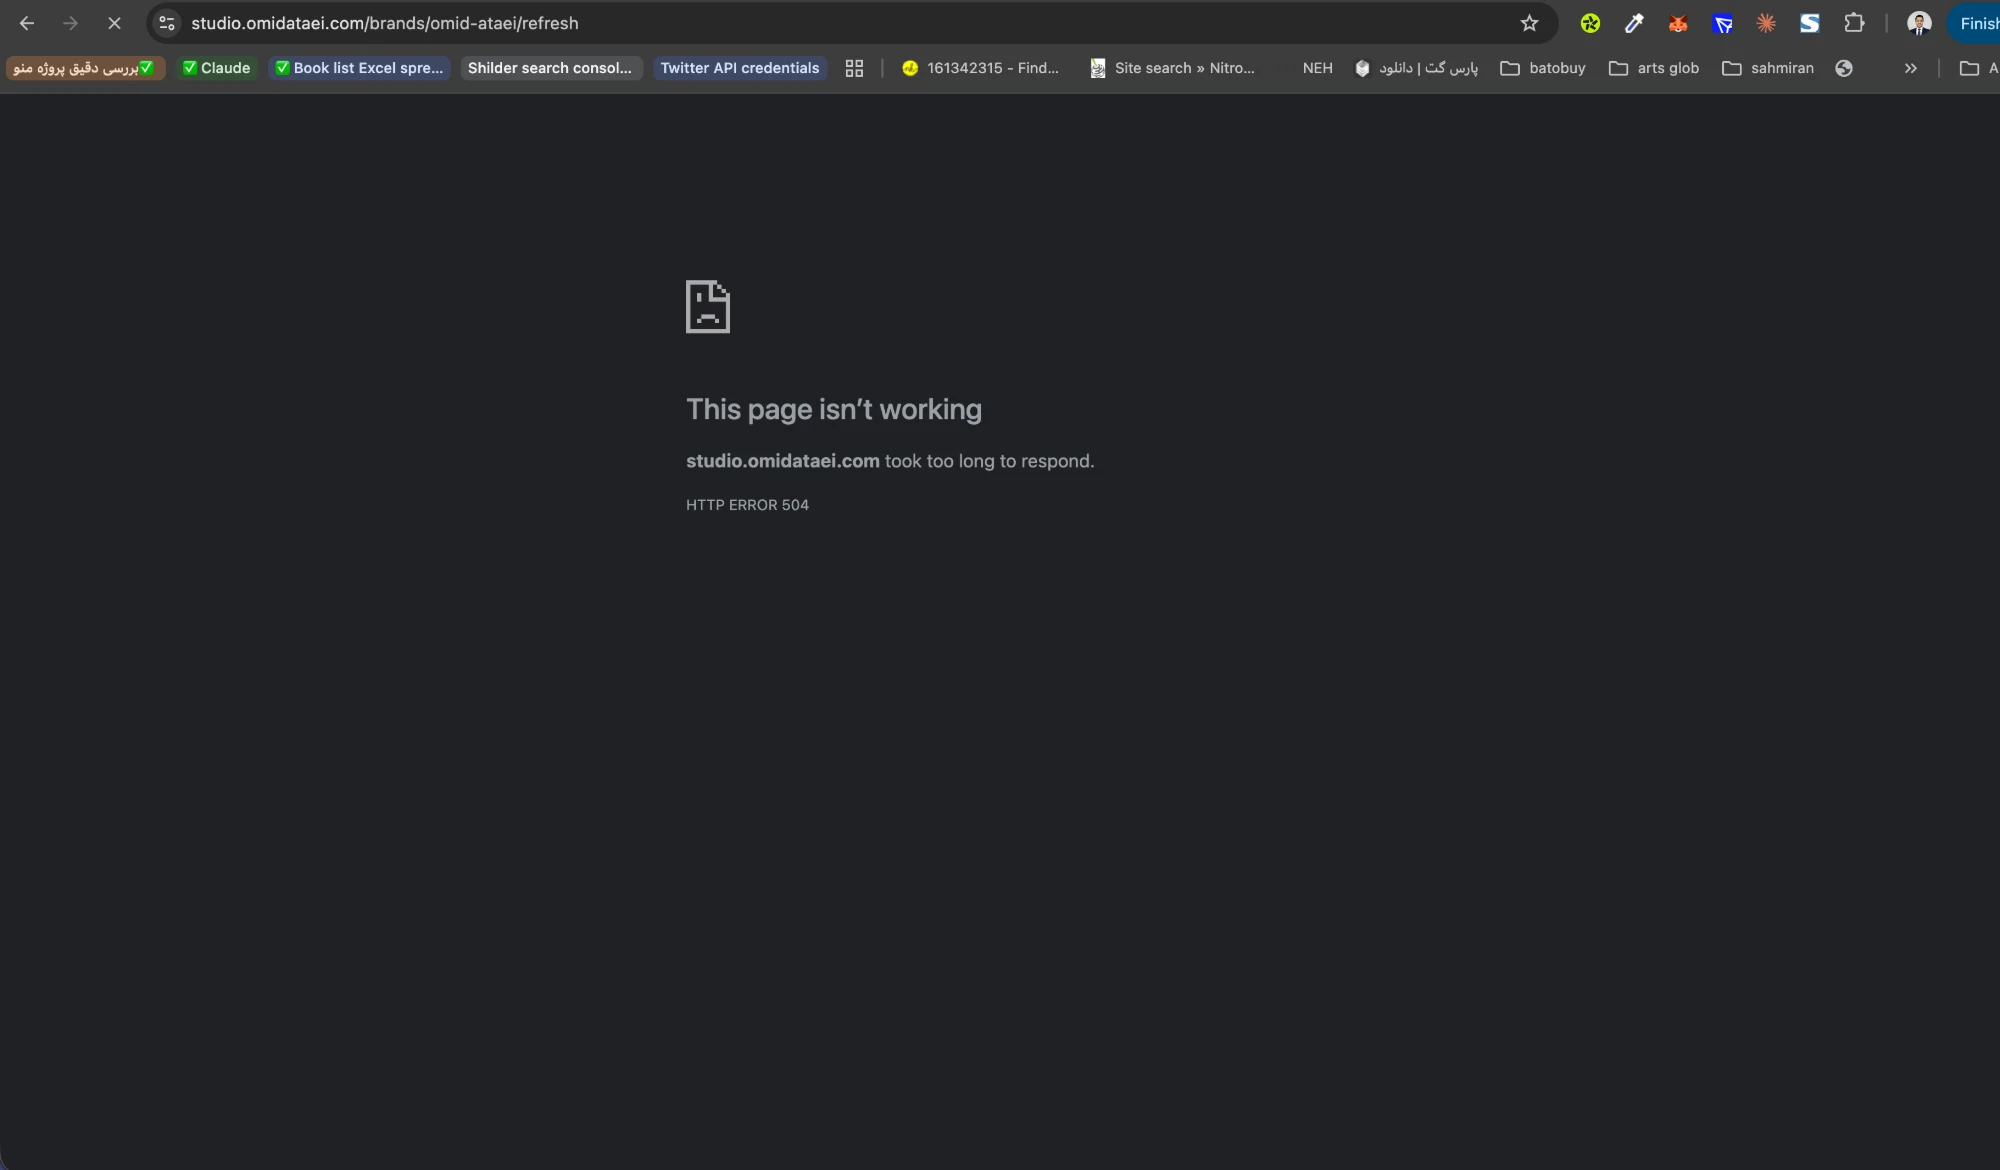 studio.omidataei.com/brands/omid-ataei/refresh
Finish
بررسی دقیق پروژه منو✅
✅ Claude
✅ Book list Excel spre...
Shilder search consol...
Twitter API credentials
161342315 - Find...
Site search » Nitro...
NEH
پارس گت | دانلود
batobuy
arts glob
sahmiran
»
A
This page isn’t working
studio.omidataei.com took too long to respond.
HTTP ERROR 504